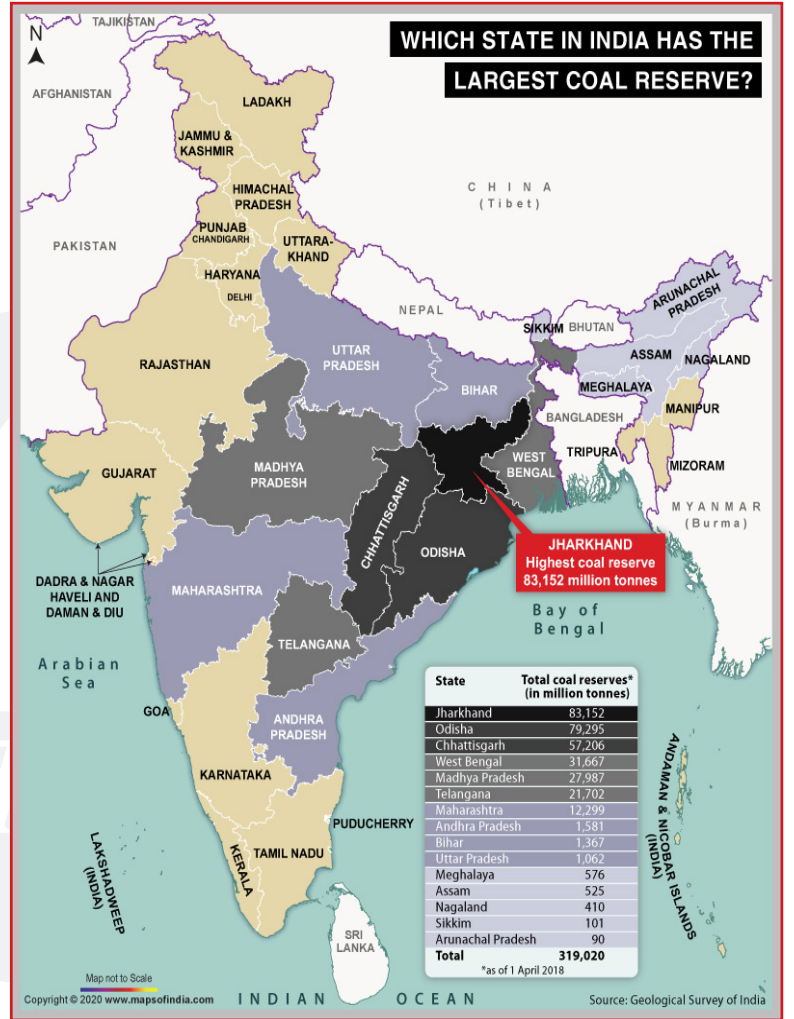 WHICH STATE IN INDIA HAS THE
LARGEST COAL RESERVE?
N
TAJIKISTAN
AFGHANISTAN
LADAKH
JAMMU &
KASHMIR
CHINA
(Tibet)
HIMACHAL
PRADESH
PUNJAB
CHANDIGARH
PAKISTAN
UTTARA-
KHAND
HARYANA
DELHI
NEPAL
ARUNACHAL
PRADESH
SIKKIM
BHUTAN
RAJASTHAN
UTTAR
PRADESH
ASSAM
NAGALAND
BIHAR
MEGHALAYA
MANIPUR
BANGLADESH
TRIPURA
MIZORAM
GUJARAT
MADHYA
PRADESH
WEST
BENGAL
CHHATTISGARH
MYANMAR
(Burma)
ODISHA
JHARKHAND
Highest coal reserve
83,152 million tonnes
DADRA & NAGAR
HAVELI AND
DAMAN & DIU
MAHARASHTRA
Bay of
Bengal
TELANGANA
Arabian
Sea
GOA
ANDHRA
PRADESH
KARNATAKA
PUDUCHERRY
TAMIL NADU
KERALA
LAKSHADWEEP
(INDIA)
SRI
LANKA
ANDAMAN & NICOBAR ISLANDS
(INDIA)
State Total coal reserves*
(in million tonnes)
Jharkhand 83,152
Odisha 79,295
Chhattisgarh 57,206
West Bengal 31,667
Madhya Pradesh 27,987
Telangana 21,702
Maharashtra 12,299
Andhra Pradesh 1,581
Bihar 1,367
Uttar Pradesh 1,062
Meghalaya 576
Assam 525
Nagaland 410
Sikkim 101
Arunachal Pradesh 90
Total 319,020
*as of 1 April 2018
Map not to Scale
Copyright © 2020 www.mapsofindia.com
INDIAN OCEAN
Source: Geological Survey of India